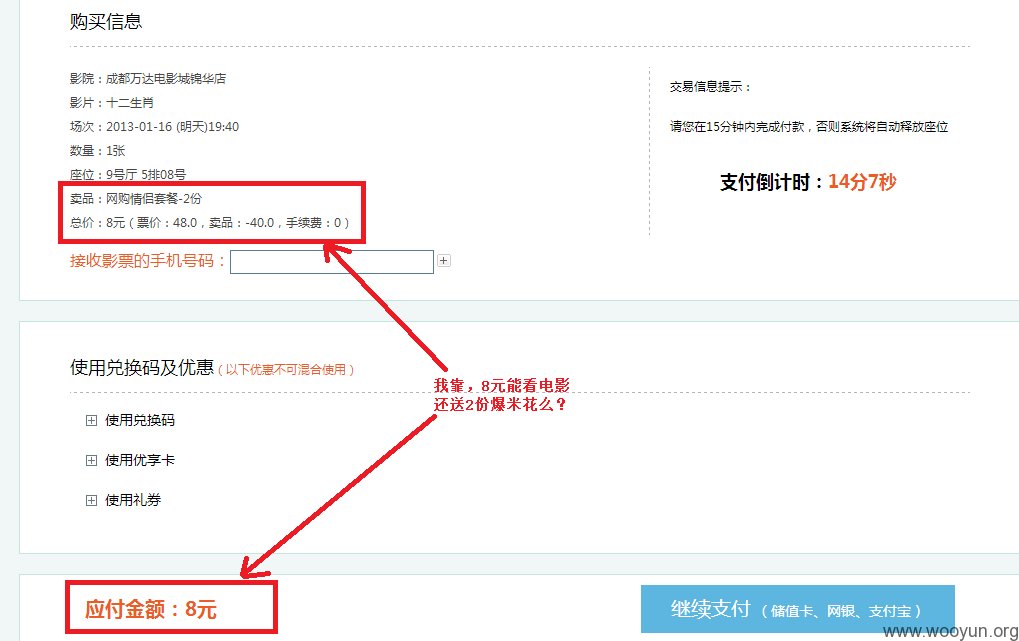 购买信息
影院：成都万达电影城锦华店
影片：十二生肖
场次：2013-01-16 (明天)19:40
数量：1张
座位：9号厅 5排08号
卖品：网购情侣套餐-2份
总价：8元 ( 票价：48.0，卖品：-40.0，手续费：0 )
接收影票的手机号码：
交易信息提示：
请您在15分钟内完成付款，否则系统将自动释放座位
支付倒计时：14分7秒
使用兑换码及优惠 ( 以下优惠不可混合使用 )
我靠，8元能看电影
还送2份爆米花么？
使用兑换码
使用优享卡
使用礼券
应付金额：8元
继续支付 ( 储值卡、网银、支付宝 )
www.wooyun.org